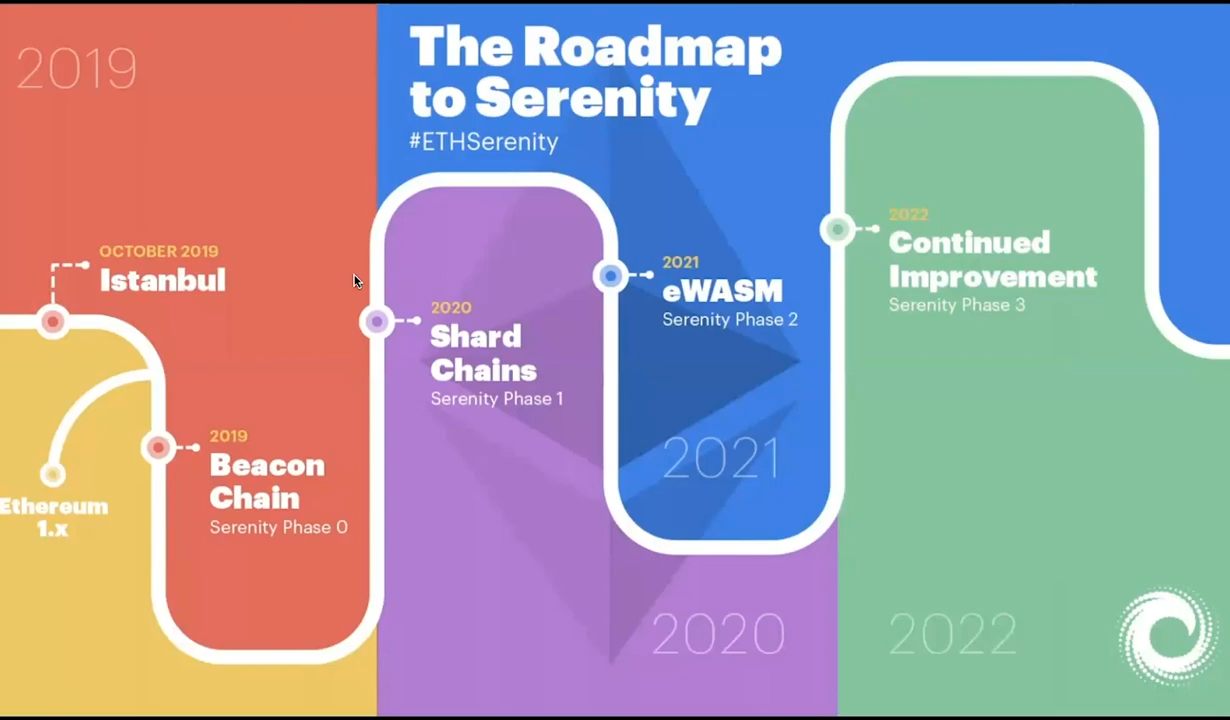 2019
The Roadmap
to Serenity
#ETHSerenity
OCTOBER 2019
Istanbul
Ethereum
1.x
2019
Beacon
Chain
Serenity Phase 0
2020
Shard
Chains
Serenity Phase 1
2020
2021
eWASM
Serenity Phase 2
2021
2022
Continued
Improvement
Serenity Phase 3
2022